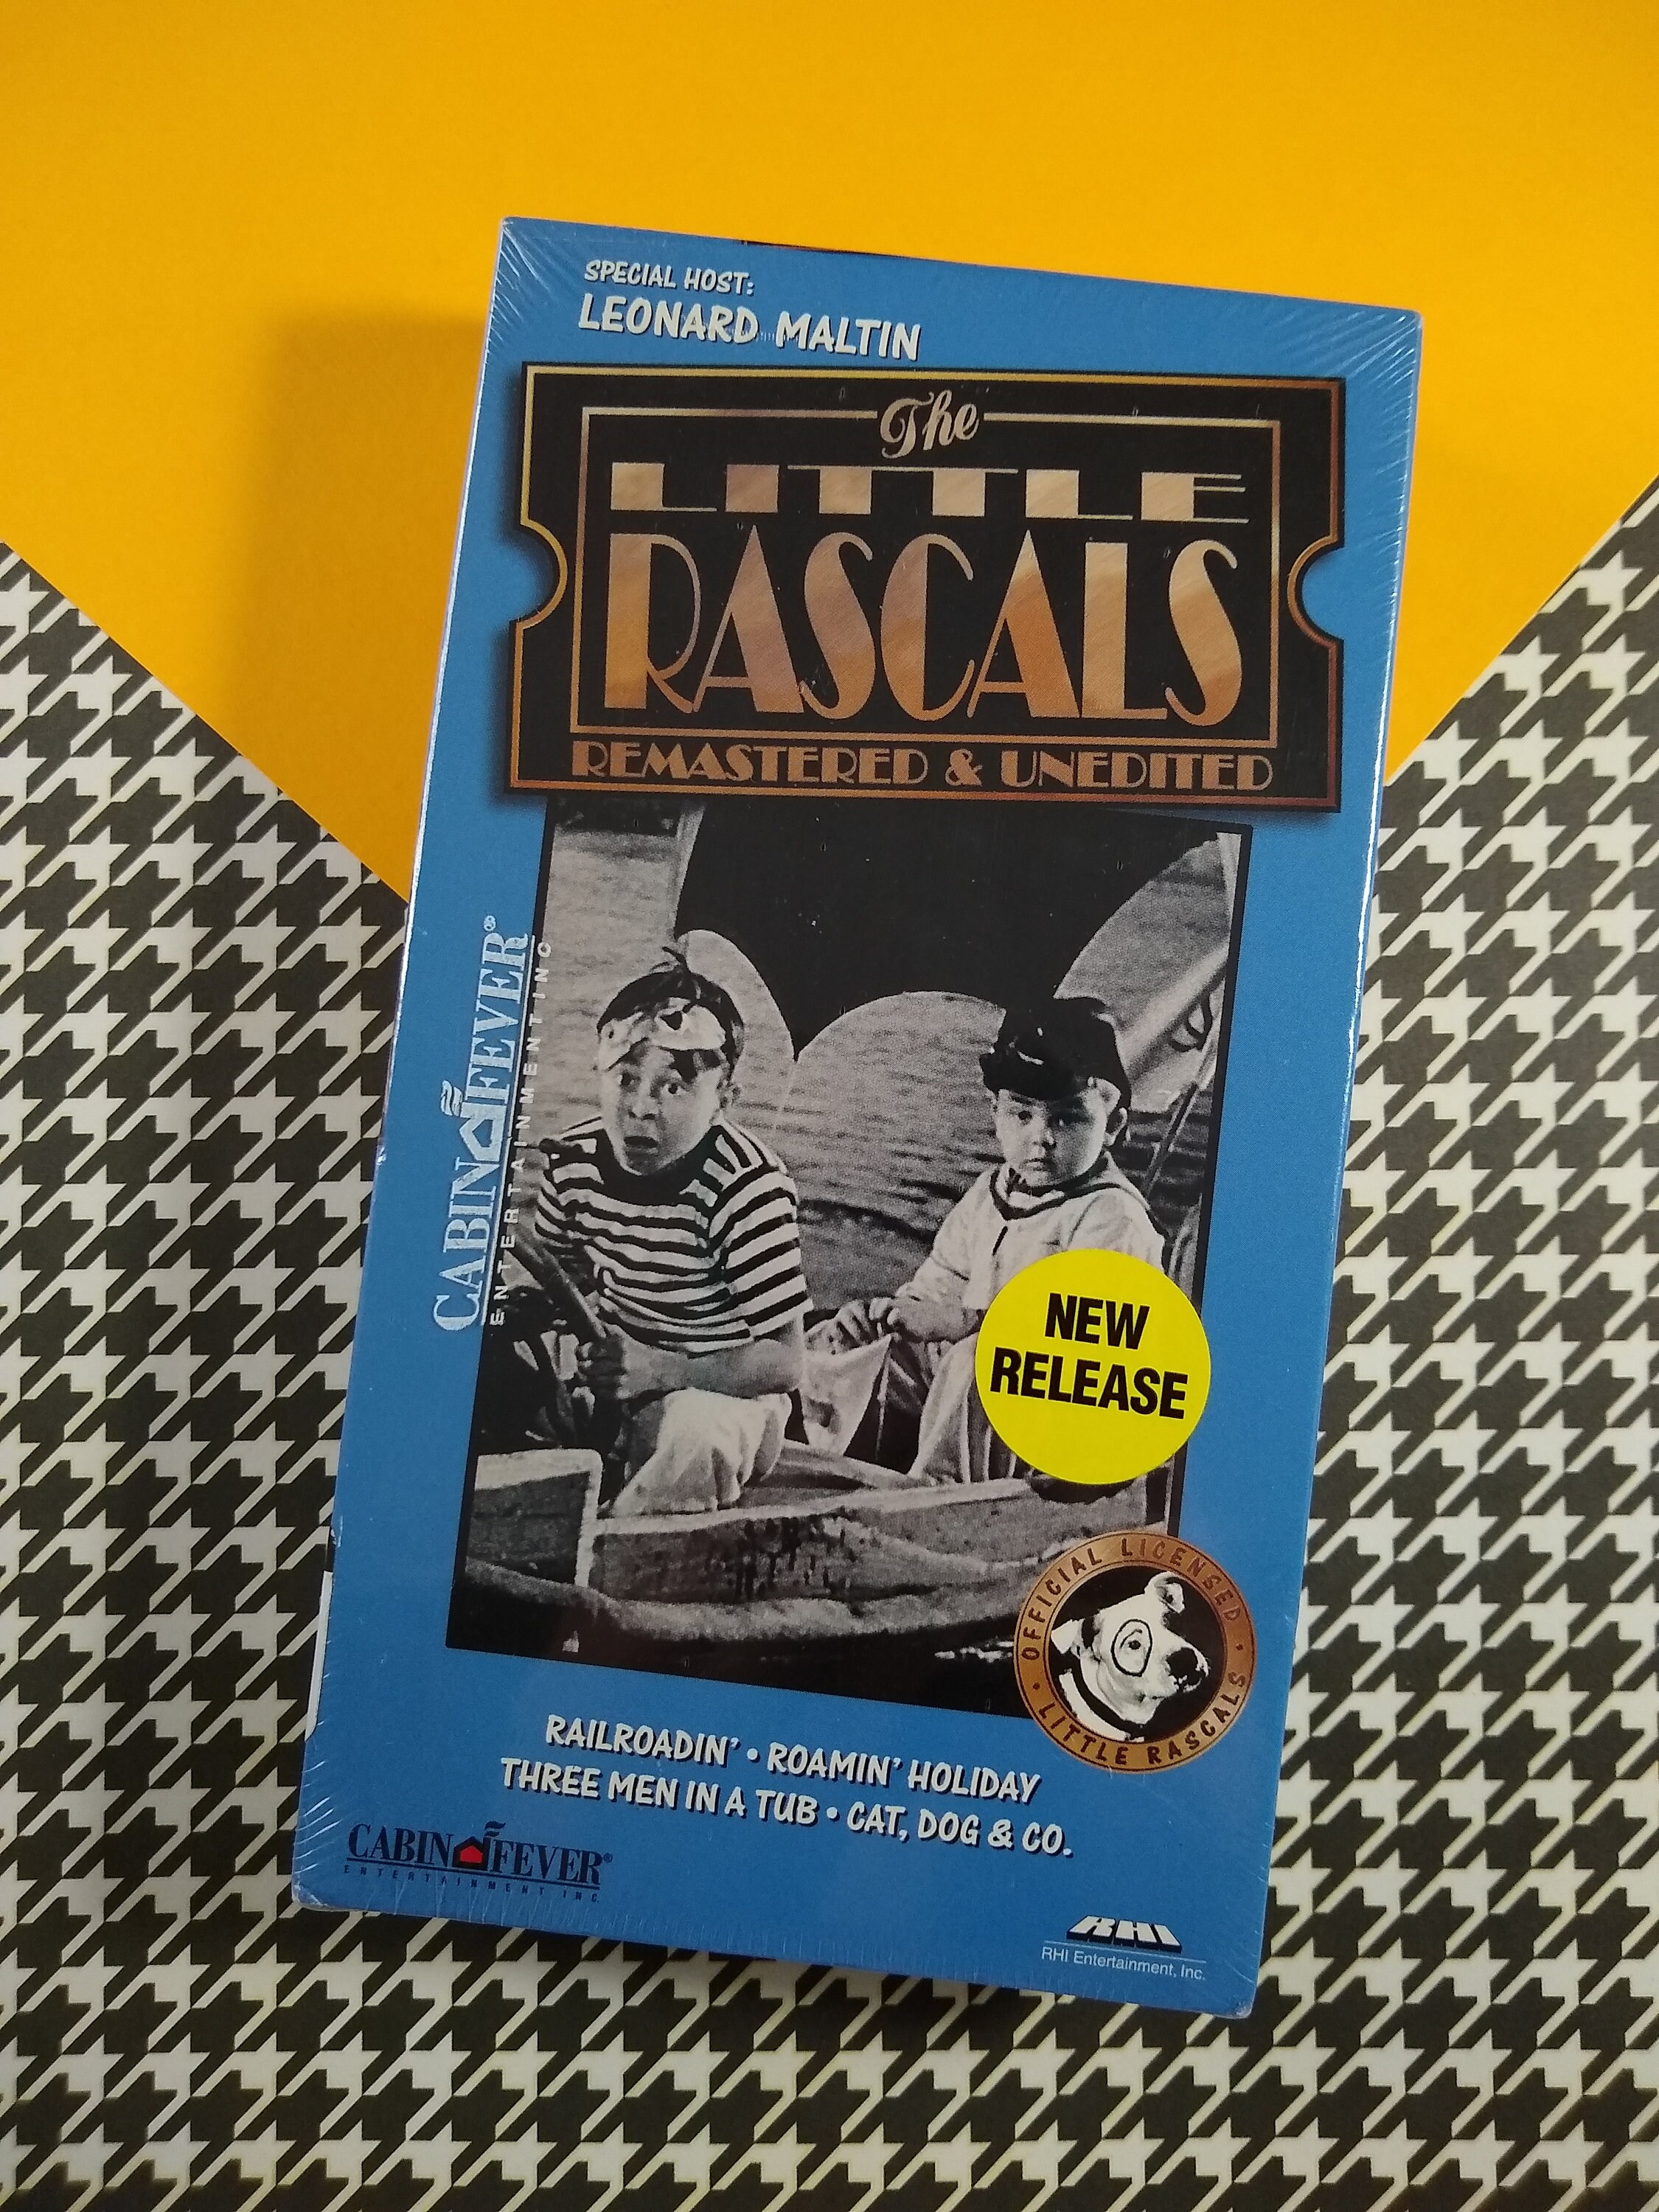 SPECIAL HOST:
LEONARD MALTIN
The
LITTLE
RASCALS
REMASTERED & UNEDITED
CABIN FEVER®
ENTERTAINMENT INC
NEW
RELEASE
OFFICIAL LICENSED
• LITTLE RASCALS •
RAILROADIN' • ROAMIN' HOLIDAY
THREE MEN IN A TUB • CAT, DOG & CO.
CABIN FEVER®
ENTERTAINMENT INC.
RHI
RHI Entertainment, Inc.